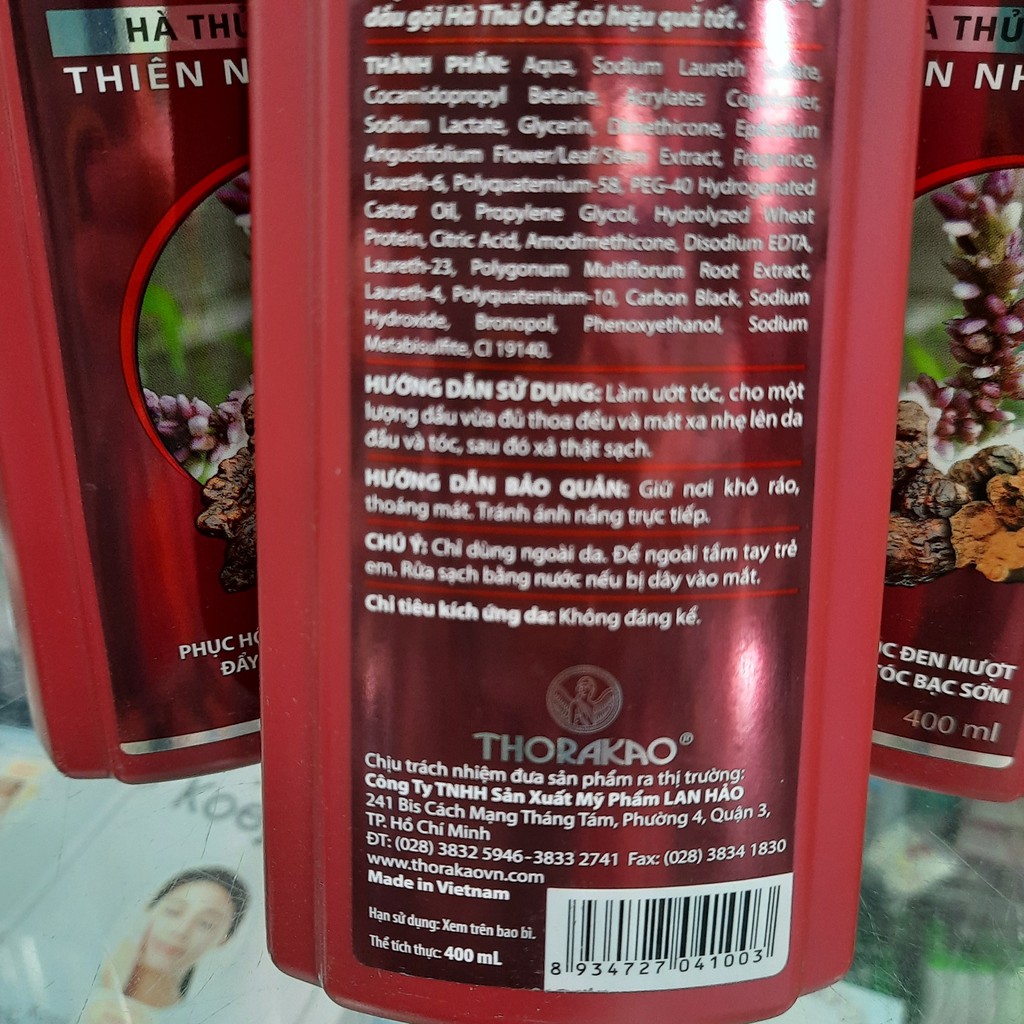 HÀ THỦ
THIÊN N
PHỤC H
ĐẨY
dầu gội Hà Thủ Ô để có hiệu quả tốt.
THÀNH PHẦN: Aqua, Sodium Laureth
Cocamidopropyl Betaine, Acrylates Copolymer,
Sodium Lactate, Glycerin, Dimethicone, Epilobium
Angustifolium Flower/Leaf/Stem Extract, Fragrance,
Laureth-6, Polyquaternium-58, PEG-40 Hydrogenated
Castor Oil, Propylene Glycol, Hydrolyzed Wheat
Protein, Citric Acid, Amodimethicone, Disodium EDTA,
Laureth-23, Polygonum Multiflorum Root Extract,
Laureth-4, Polyquaternium-10, Carbon Black, Sodium
Hydroxide, Bronopol, Phenoxyethanol, Sodium
Metabisulfite, CI 19140.
HƯỚNG DẪN SỬ DỤNG: Làm ướt tóc, cho một
lượng dầu vừa đủ thoa đều và mát xa nhẹ lên da
đầu và tóc, sau đó xả thật sạch.
HƯỚNG DẪN BẢO QUẢN: Giữ nơi khô ráo,
thoáng mát. Tránh ánh nắng trực tiếp.
CHÚ Ý: Chỉ dùng ngoài da. Để ngoài tầm tay trẻ
em. Rửa sạch bằng nước nếu bị dây vào mắt.
Chỉ tiêu kích ứng da: Không đáng kể.
THORAKAO®
Chịu trách nhiệm đưa sản phẩm ra thị trường:
Công Ty TNHH Sản Xuất Mỹ Phẩm LAN HẢO
241 Bis Cách Mạng Tháng Tám, Phường 4, Quận 3,
TP. Hồ Chí Minh
ĐT: (028) 3832 5946-3833 2741 Fax: (028) 3834 1830
www.thorakaovn.com
Made in Vietnam
Hạn sử dụng: Xem trên bao bì.
Thể tích thực: 400 mL
8 934727 041003
À THỦ
N NH
ỤC ĐEN MƯỢT
TÓC BẠC SỚM
400 ml